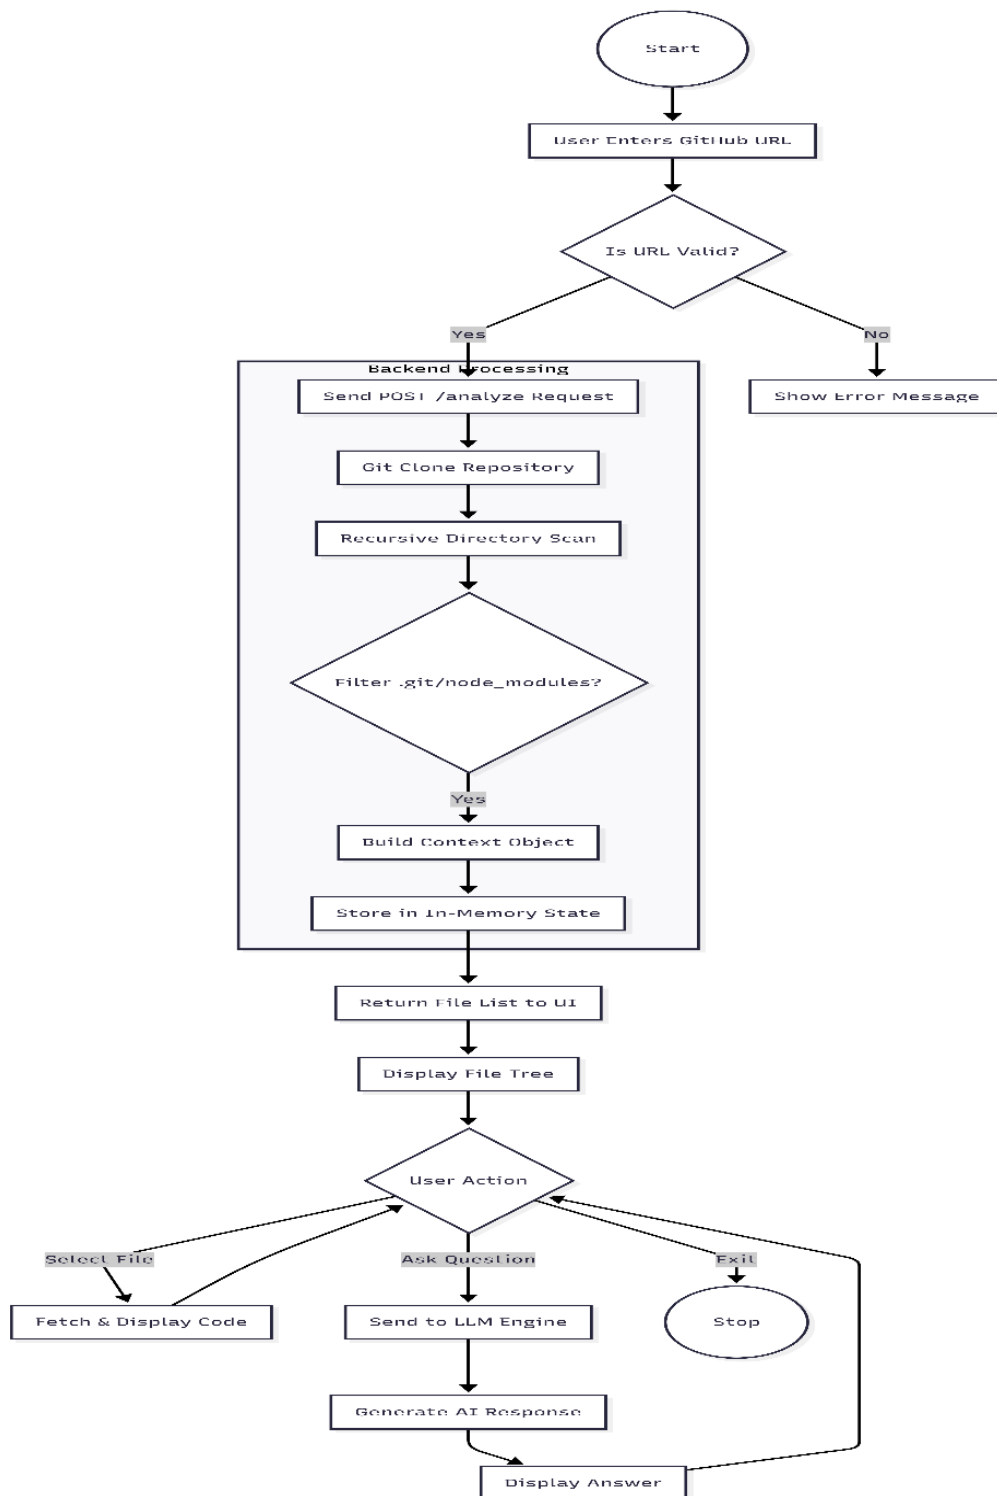 Start
User Enters GitHub URL
Is URL Valid?
Yes
No
Backend Processing
Send POST /analyze Request
Show Error Message
Git Clone Repository
Recursive Directory Scan
Filter .git/node_modules?
Yes
Build Context Object
Store in In-Memory State
Return File List to UI
Display File Tree
User Action
Select File
Ask Question
Exit
Fetch & Display Code
Send to LLM Engine
Stop
Generate AI Response
Display Answer